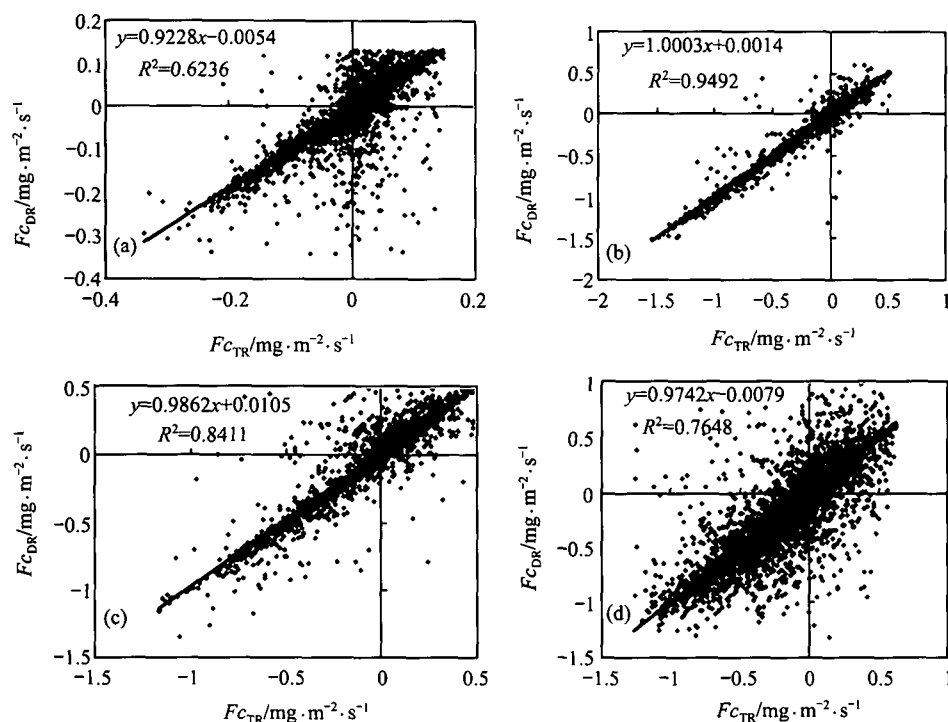 0.2
y=0.9228x−0.0054
R²=0.6236
0.1
0
−0.1
−0.2
−0.3
0.4
(a)
−0.4
−0.2
0
0.2
Fc_DR/mg·m⁻²·s⁻¹
Fc_TR/mg·m⁻²·s⁻¹
1
y=1.0003x+0.0014
R²=0.9492
0.5
0
−0.5
−1
−1.5
−2
(b)
−2
−1.5
−1
−0.5
0
0.5
1
Fc_DR/mg·m⁻²·s⁻¹
Fc_TR/mg·m⁻²·s⁻¹
0.5
y=0.9862x+0.0105
R²=0.8411
0
−0.5
−1
−1.5
(c)
−1.5
−1
−0.5
0
0.5
Fc_DR/mg·m⁻²·s⁻¹
Fc_TR/mg·m⁻²·s⁻¹
1
y=0.9742x−0.0079
R²=0.7648
0.5
0
−0.5
−1
−1.5
(d)
−1.5
−1
−0.5
0
0.5
1
Fc_DR/mg·m⁻²·s⁻¹
Fc_TR/mg·m⁻²·s⁻¹